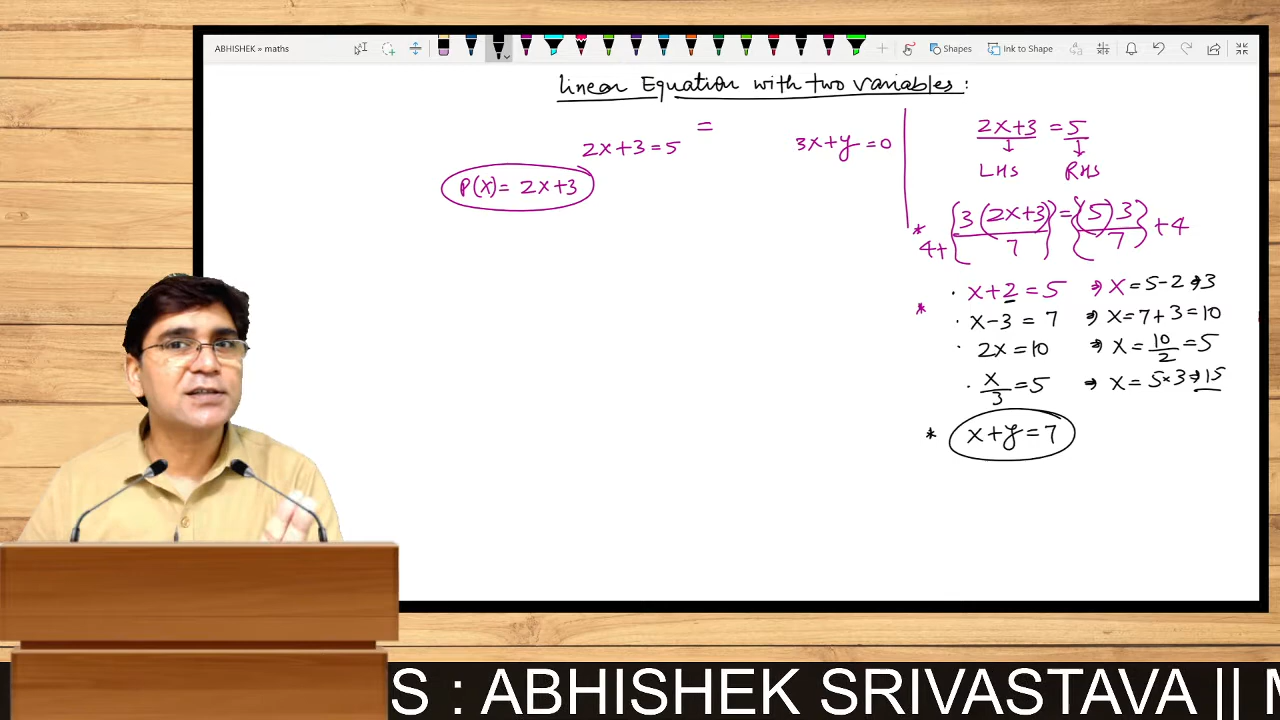 ABHISHEK » maths
Shapes
Ink to Shape
linear Equation with two variables:
=
2x+3=5
3x+y=0
P(x)= 2x+3
2x+3 = 5
LHS RHS
* 4+{3(2x+3)/7} = {(5)3/7}+4
* · x+2=5 ⇒ x=5-2⇒3
· x-3=7 ⇒ x=7+3=10
· 2x=10 ⇒ x=10/2=5
· x/3=5 ⇒ x=5×3⇒15
* x+y=7
S : ABHISHEK SRIVASTAVA || M